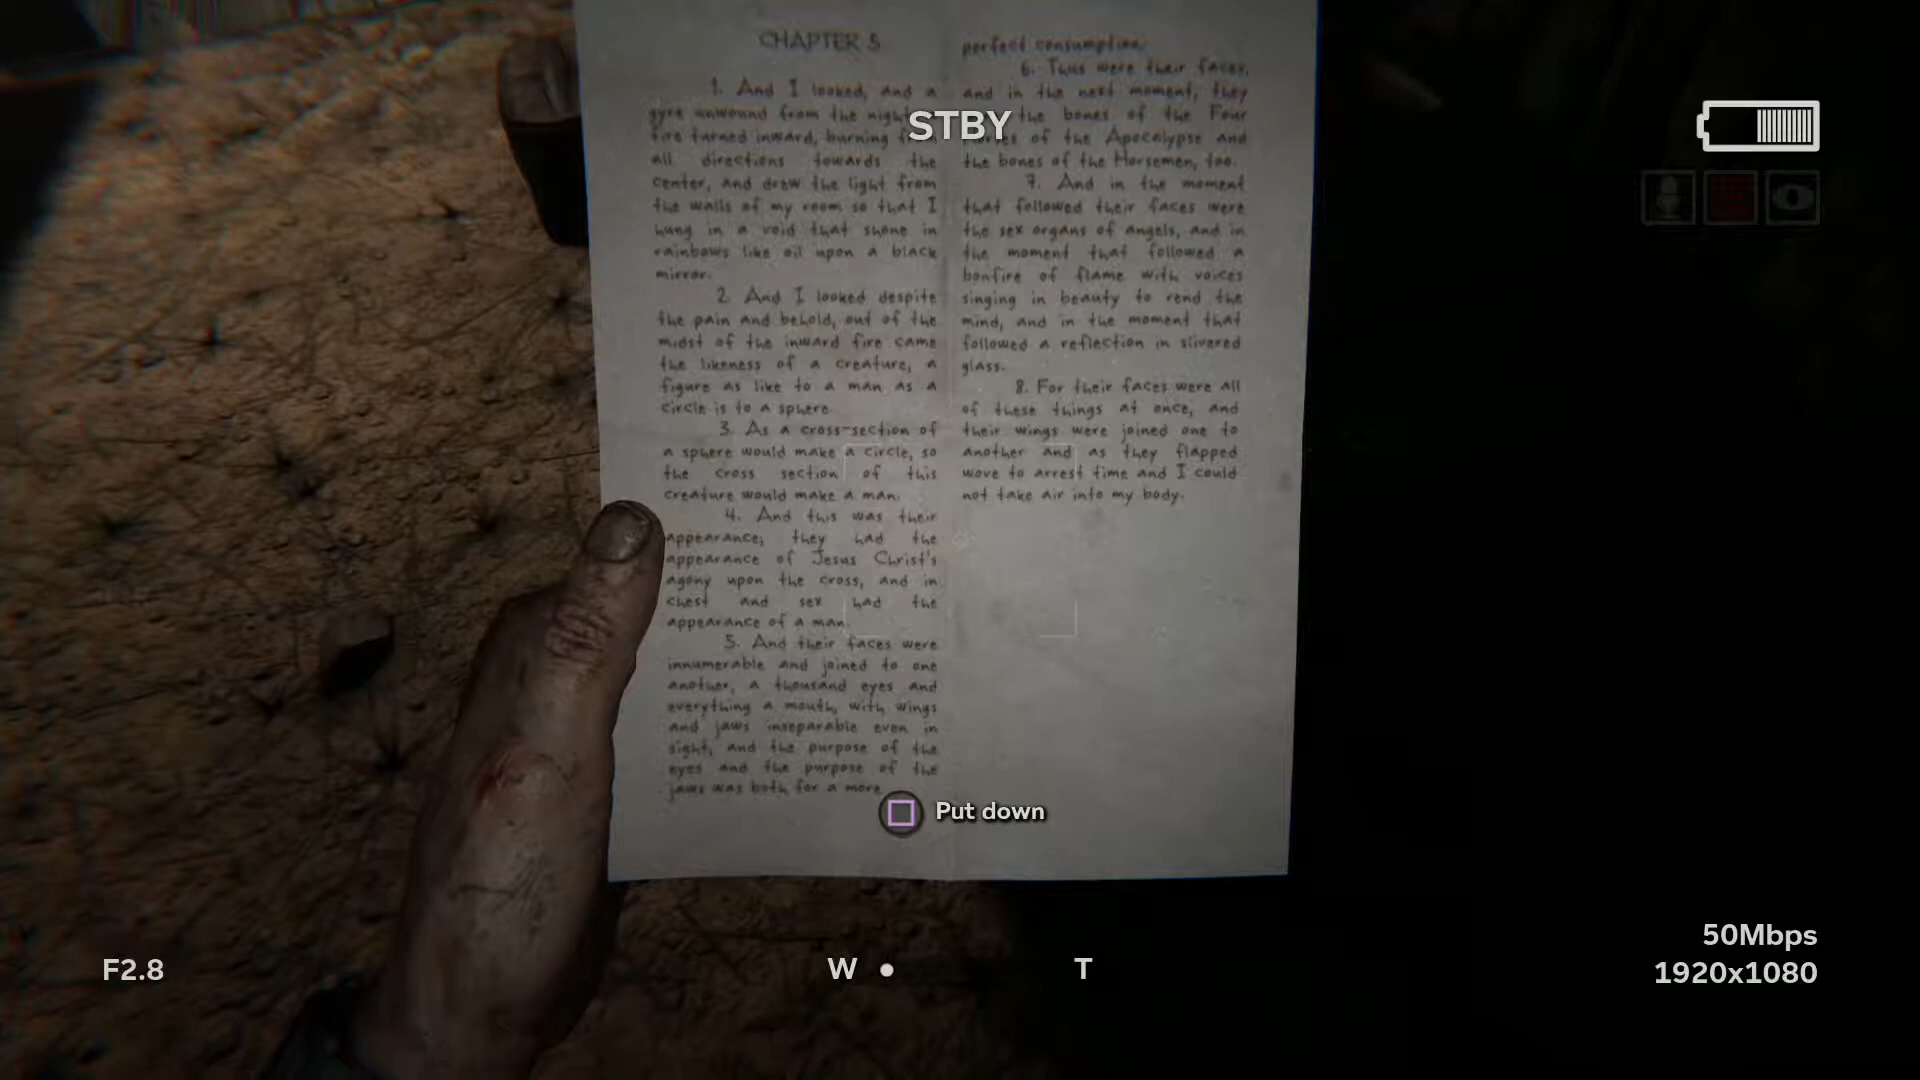 CHAPTER 5
1. And I looked, and a
gyre unwound from the night
fire turned inward, burning
all directions towards the
center, and drew the light from
the walls of my room so that I
hung in a void that shone in
rainbows like oil upon a black
mirror.
2. And I looked despite
the pain and behold, out of the
midst of the inward fire came
the likeness of a creature, a
figure as like to a man as a
circle is to a sphere.
3. As a cross-section of
a sphere would make a circle, so
the cross section of this
creature would make a man.
4. And this was their
appearance; they had the
appearance of Jesus Christ's
agony upon the cross, and in
chest and sex had the
appearance of a man.
5. And their faces were
innumerable and joined to one
another, a thousand eyes and
everything a mouth, with wings
and jaws inseparable even in
sight, and the purpose of the
eyes and the purpose of the
jaws was both for a more
perfect consumption.
6. Thus were their faces,
and in the next moment, they
the bones of the Four
Horses of the Apocalypse and
the bones of the Horsemen, too.
7. And in the moment
that followed their faces were
the sex organs of angels, and in
the moment that followed a
bonfire of flame with voices
singing in beauty to rend the
mind, and in the moment that
followed a reflection in slivered
glass.
8. For their faces were all
of these things at once, and
their wings were joined one to
another and as they flapped
wove to arrest time and I could
not take air into my body.
STBY
Put down
F2.8
W
T
50Mbps
1920x1080